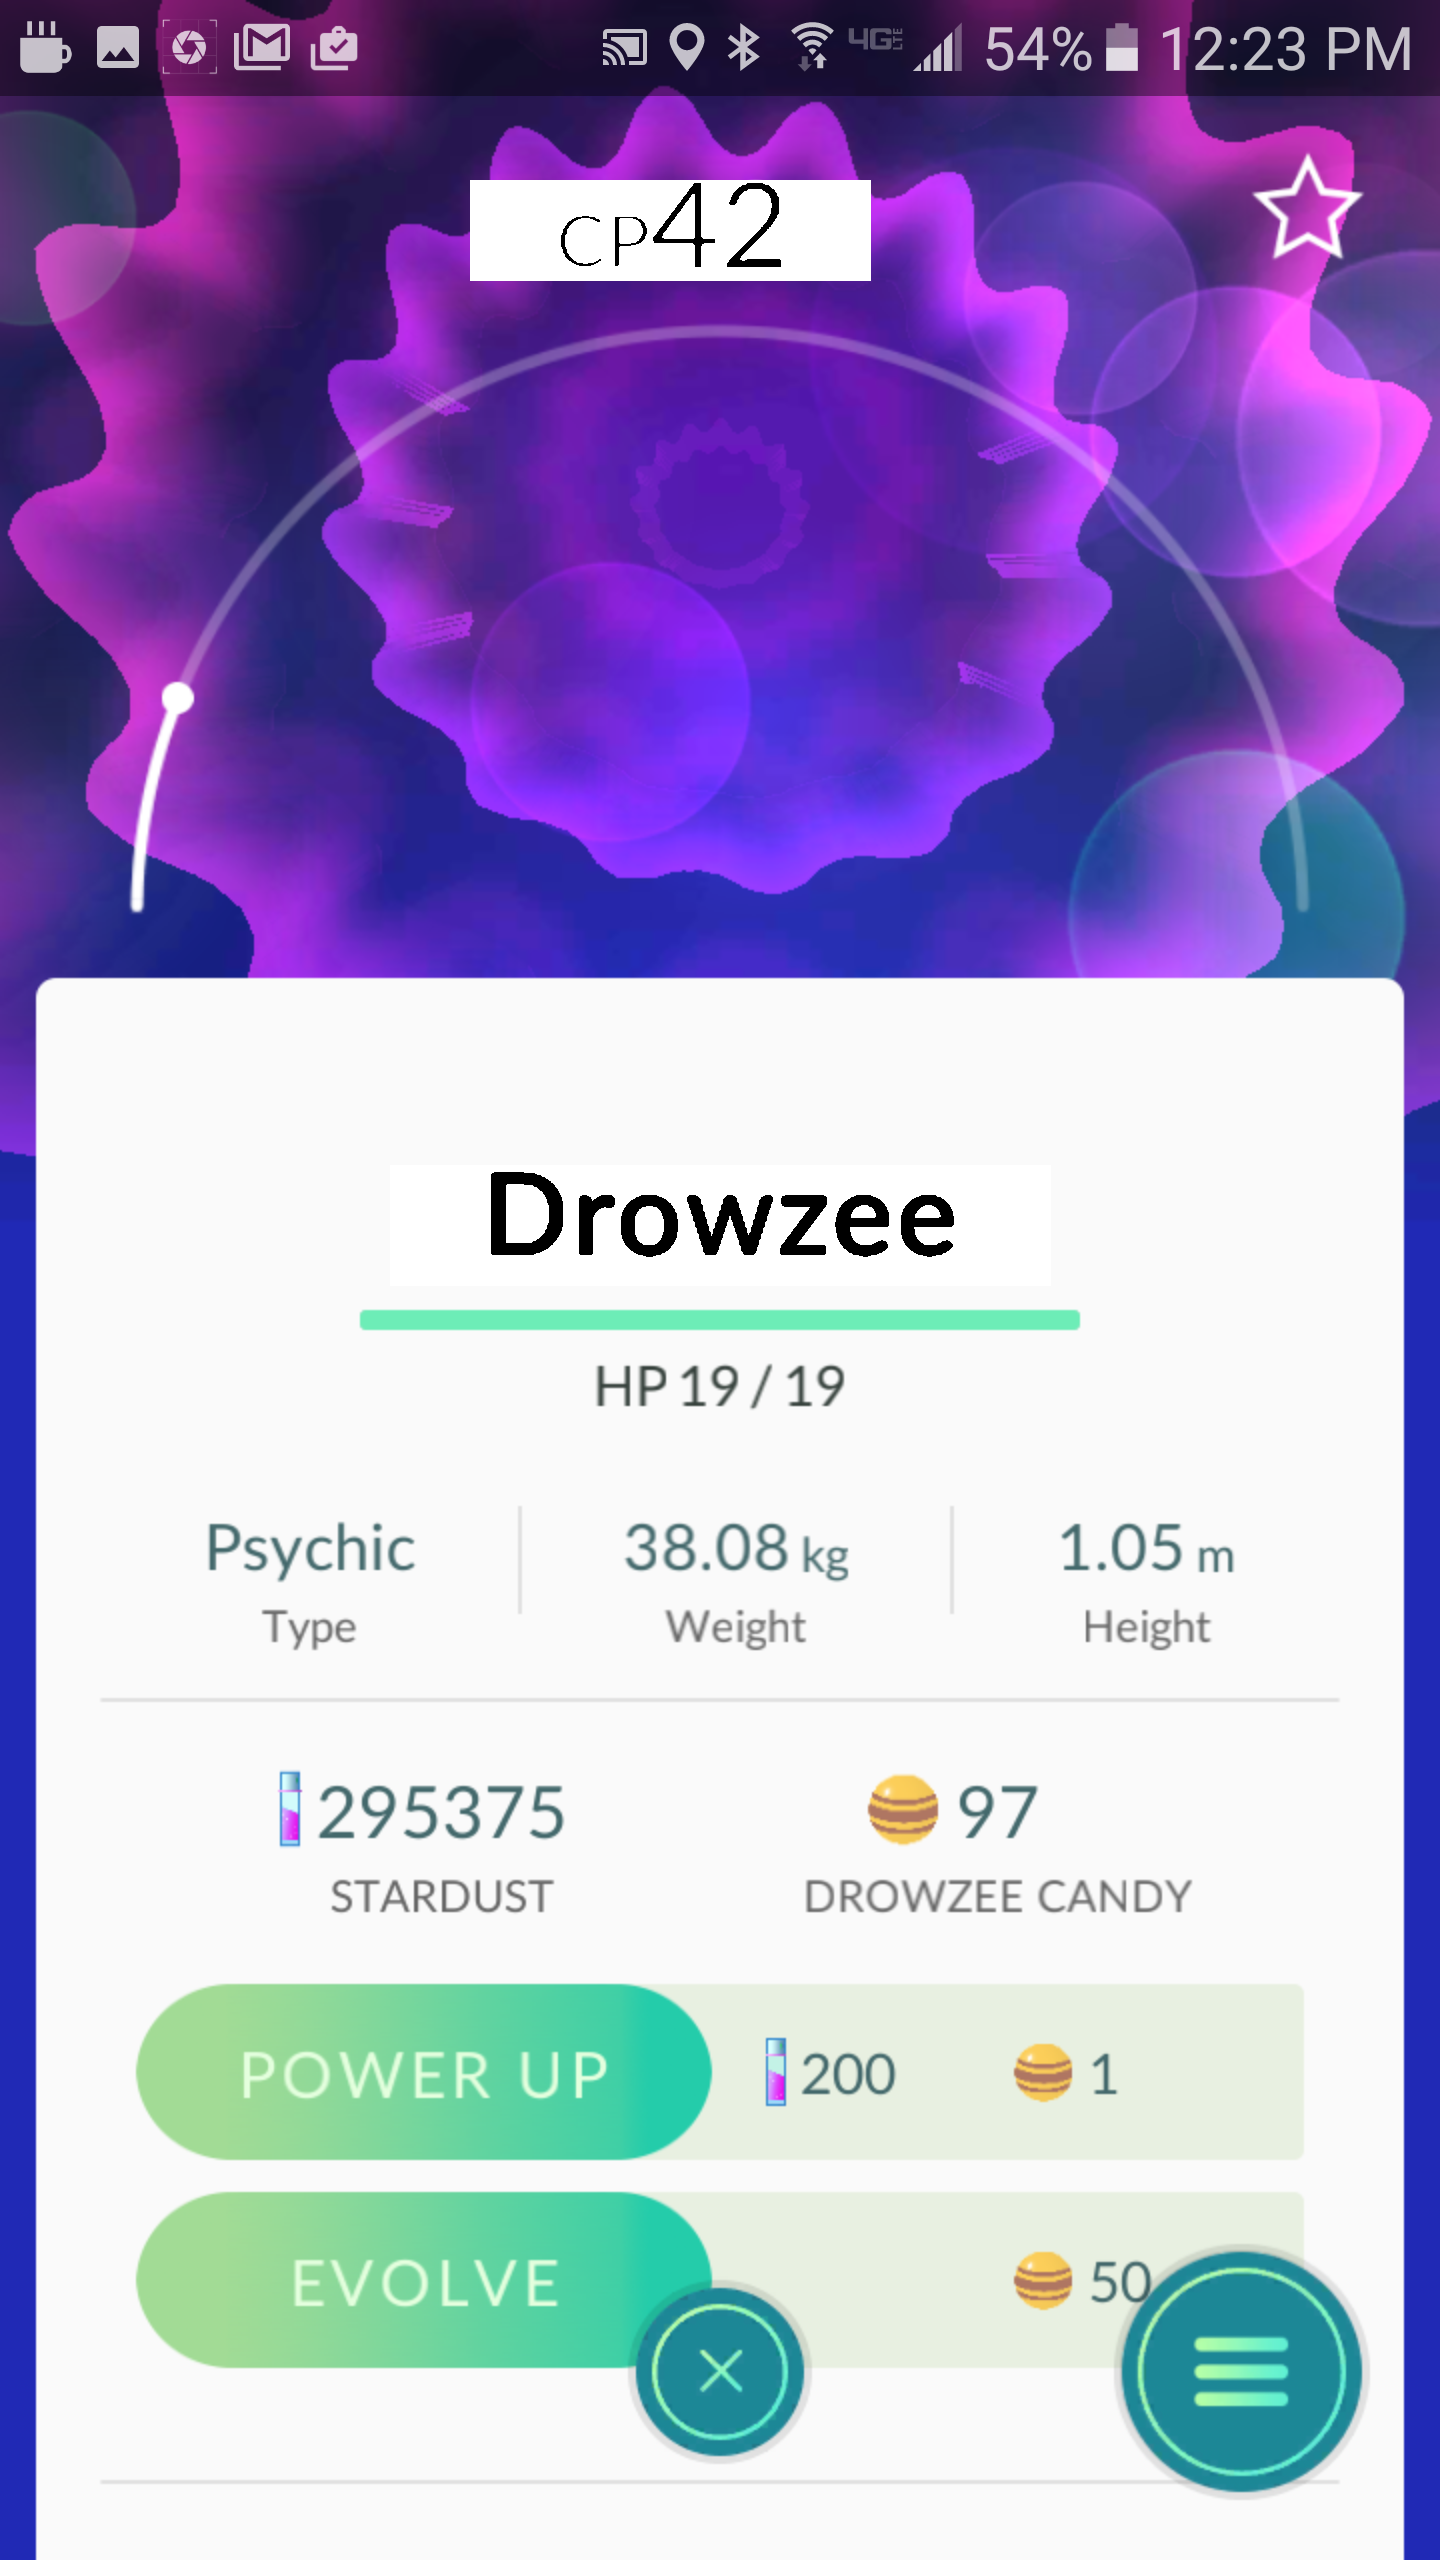 4G LTE 54% 12:23 PM
CP42
Drowzee
HP 19 / 19
Psychic 38.08 kg 1.05 m
Type Weight Height
295375 97
STARDUST DROWZEE CANDY
POWER UP 200 1
EVOLVE 50